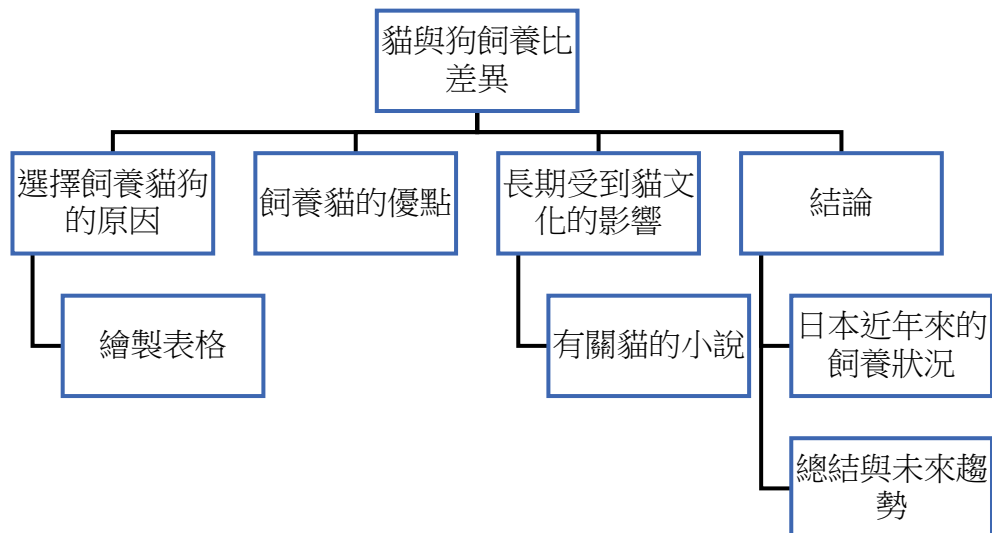 貓與狗飼養比
差異
選擇飼養貓狗
的原因
飼養貓的優點
長期受到貓文
化的影響
結論
繪製表格
有關貓的小說
日本近年來的
飼養狀況
總結與未來趨
勢